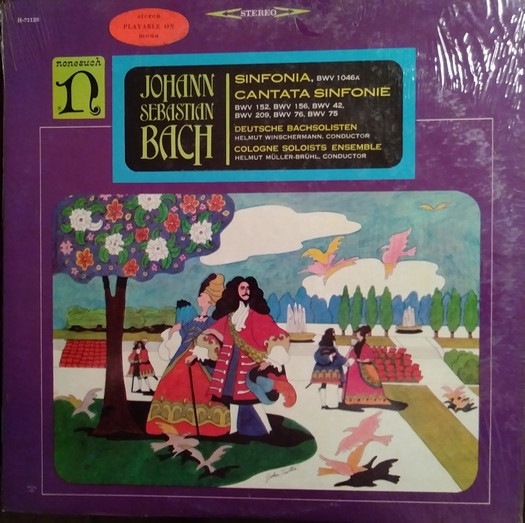 H-71128
stereo
PLAYABLE ON
mono
STEREO
nonesuch
n
JOHANN
SEBASTIAN
BACH
SINFONIA, BWV 1046A
CANTATA SINFONIE
BWV 152, BWV 156, BWV 42,
BWV 209, BWV 76, BWV 75
DEUTSCHE BACHSOLISTEN
HELMUT WINSCHERMANN, CONDUCTOR
COLOGNE SOLOISTS ENSEMBLE
HELMUT MÜLLER-BRÜHL, CONDUCTOR